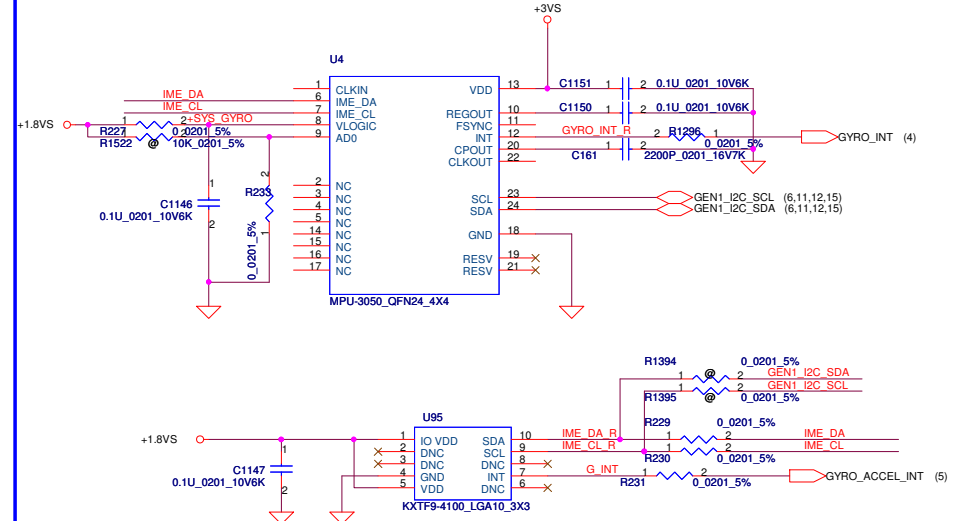 +3VS
U4
1 CLKIN
6 IME_DA
7 IME_CL
8 VLOGIC
9 AD0
2 NC
3 NC
4 NC
5 NC
14 NC
15 NC
16 NC
17 NC
VDD 13
REGOUT 10
FSYNC 11
INT 12
CPOUT 20
CLKOUT 22
SCL 23
SDA 24
GND 18
RESV 19
RESV 21
MPU-3050_QFN24_4X4
IME_DA
IME_CL
+1.8VS
1 2 +SYS_GYRO
R227 0_0201_5%
R1522 @ 10K_0201_5%
C1146
0.1U_0201_10V6K
1
2
R233
0_0201_5%
2
1
C1151 1 2 0.1U_0201_10V6K
C1150 1 2 0.1U_0201_10V6K
GYRO_INT_R 2 R1296 1
0_0201_5%
GYRO_INT (4)
C161 1 2 2200P_0201_16V7K
GEN1_I2C_SCL (6,11,12,15)
GEN1_I2C_SDA (6,11,12,15)
R1394 0_0201_5%
1 @ 2 GEN1_I2C_SDA
1 @ 2 GEN1_I2C_SCL
R1395 0_0201_5%
U95
R229 0_0201_5%
+1.8VS
1 IO VDD
2 DNC
3 DNC
4 GND
5 VDD
SDA 10
SCL 9
DNC 8
INT 7
DNC 6
KXTF9-4100_LGA10_3X3
C1147
0.1U_0201_10V6K
1
2
IME_DA_R 1 2 IME_DA
IME_CL_R 1 2 IME_CL
R230 0_0201_5%
G_INT 1 2
R231 0_0201_5%
GYRO_ACCEL_INT (5)